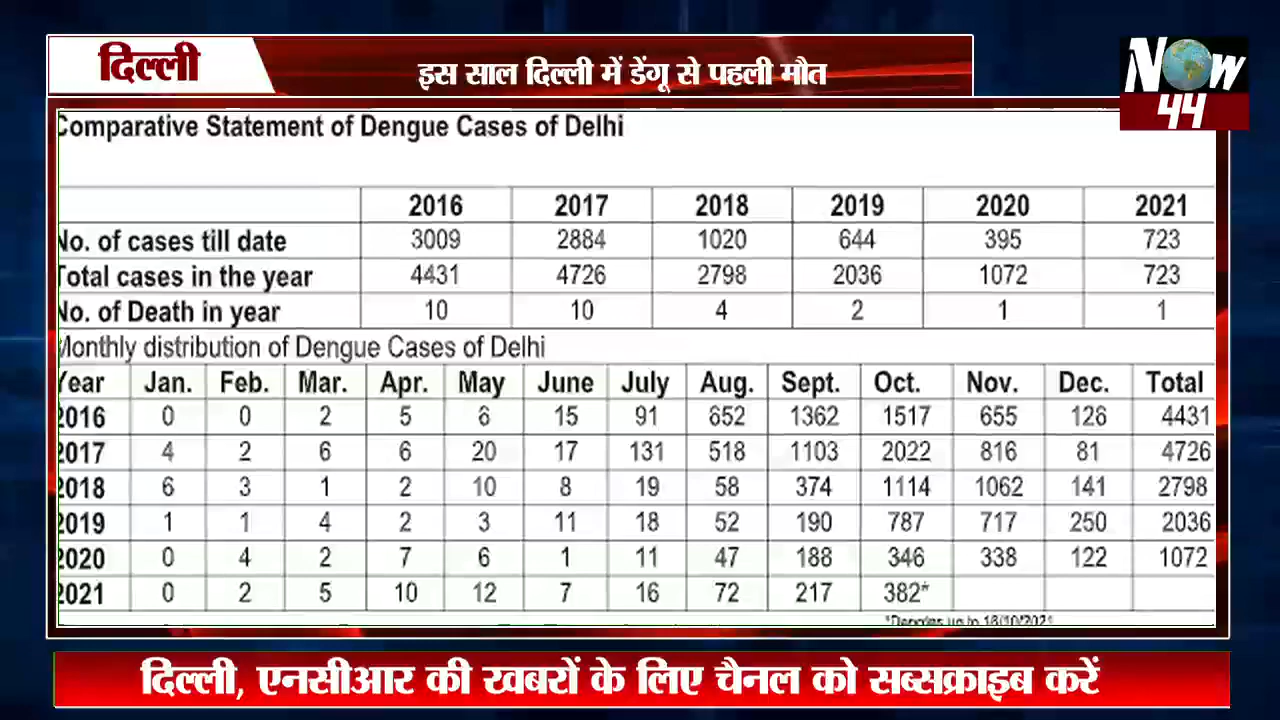 दिल्ली
इस साल दिल्ली में डेंगू से पहली मौत
NOW
44
Comparative Statement of Dengue Cases of Delhi
2016 2017 2018 2019 2020 2021
No. of cases till date 3009 2884 1020 644 395 723
Total cases in the year 4431 4726 2798 2036 1072 723
No. of Death in year 10 10 4 2 1 1
Monthly distribution of Dengue Cases of Delhi
Year Jan. Feb. Mar. Apr. May June July Aug. Sept. Oct. Nov. Dec. Total
2016 0 0 2 5 6 15 91 652 1362 1517 655 126 4431
2017 4 2 6 6 20 17 131 518 1103 2022 816 81 4726
2018 6 3 1 2 10 8 19 58 374 1114 1062 141 2798
2019 1 1 4 2 3 11 18 52 190 787 717 250 2036
2020 0 4 2 7 6 1 11 47 188 346 338 122 1072
2021 0 2 5 10 12 7 16 72 217 382*
*Denotes up to 16/10/2021
दिल्ली, एनसीआर की खबरों के लिए चैनल को सब्सक्राइब करें